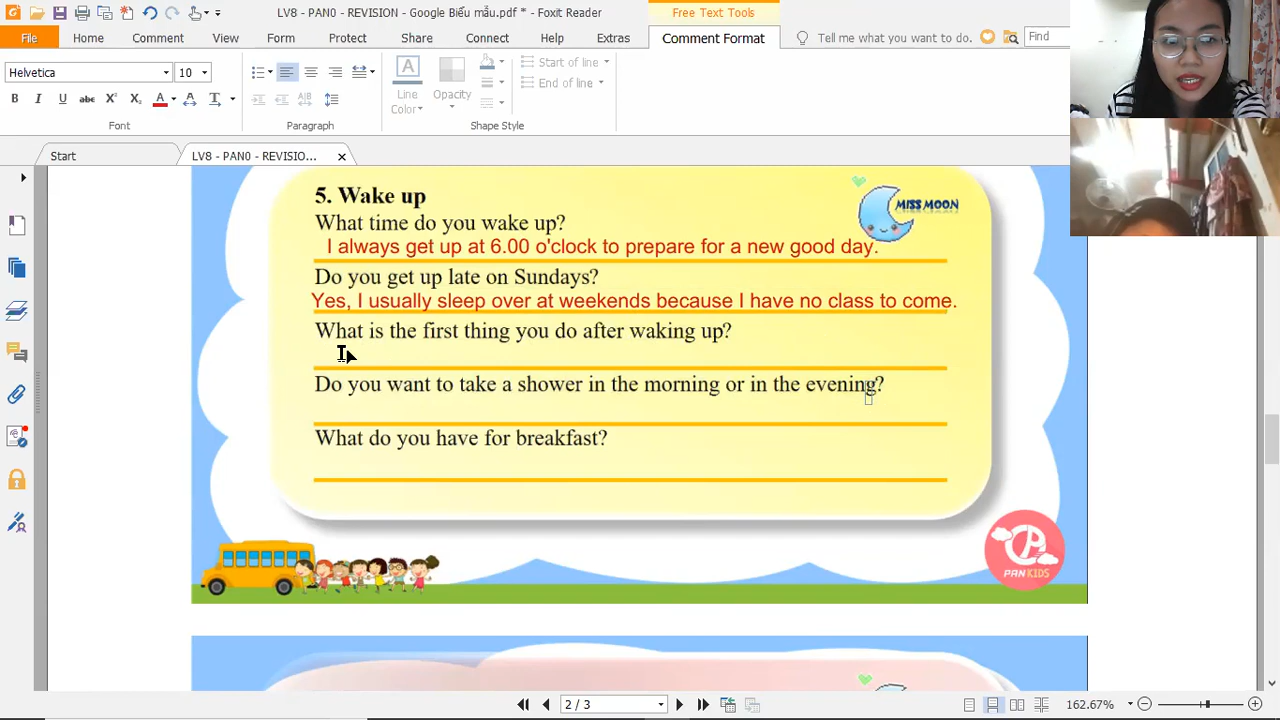 LV8 - PAN0 - REVISION - Google Biểu mẫu.pdf * - Foxit Reader
Free Text Tools
File
Home
Comment
View
Form
Protect
Share
Connect
Help
Extras
Comment Format
Tell me what you want to do.
Find
Helvetica
10
Line
Color
Opacity
Start of line
End of line
Font
Paragraph
Shape Style
Start
LV8 - PAN0 - REVISIO...
5. Wake up
MISS MOON
What time do you wake up?
I always get up at 6.00 o'clock to prepare for a new good day.
Do you get up late on Sundays?
Yes, I usually sleep over at weekends because I have no class to come.
What is the first thing you do after waking up?
Do you want to take a shower in the morning or in the evening?
What do you have for breakfast?
PAN KIDS
2 / 3
162.67%